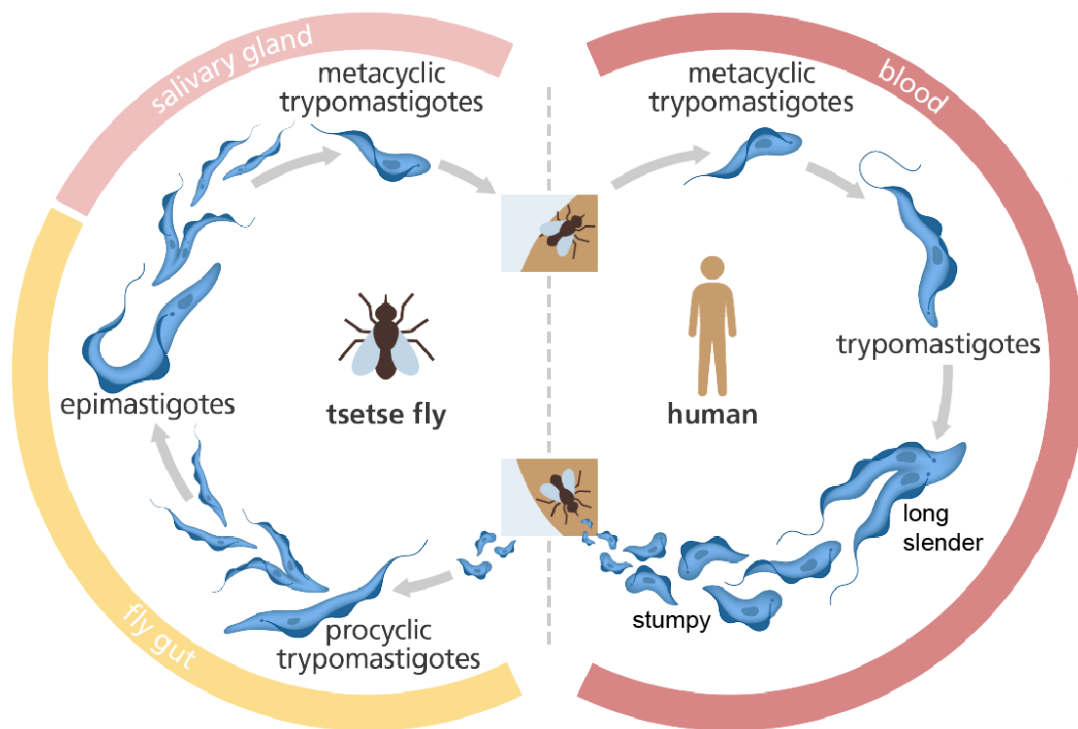 salivary gland
metacyclic
trypomastigotes
metacyclic
trypomastigotes
blood
trypomastigotes
epimastigotes
tsetse fly
human
long
slender
stumpy
procyclic
trypomastigotes
fly gut